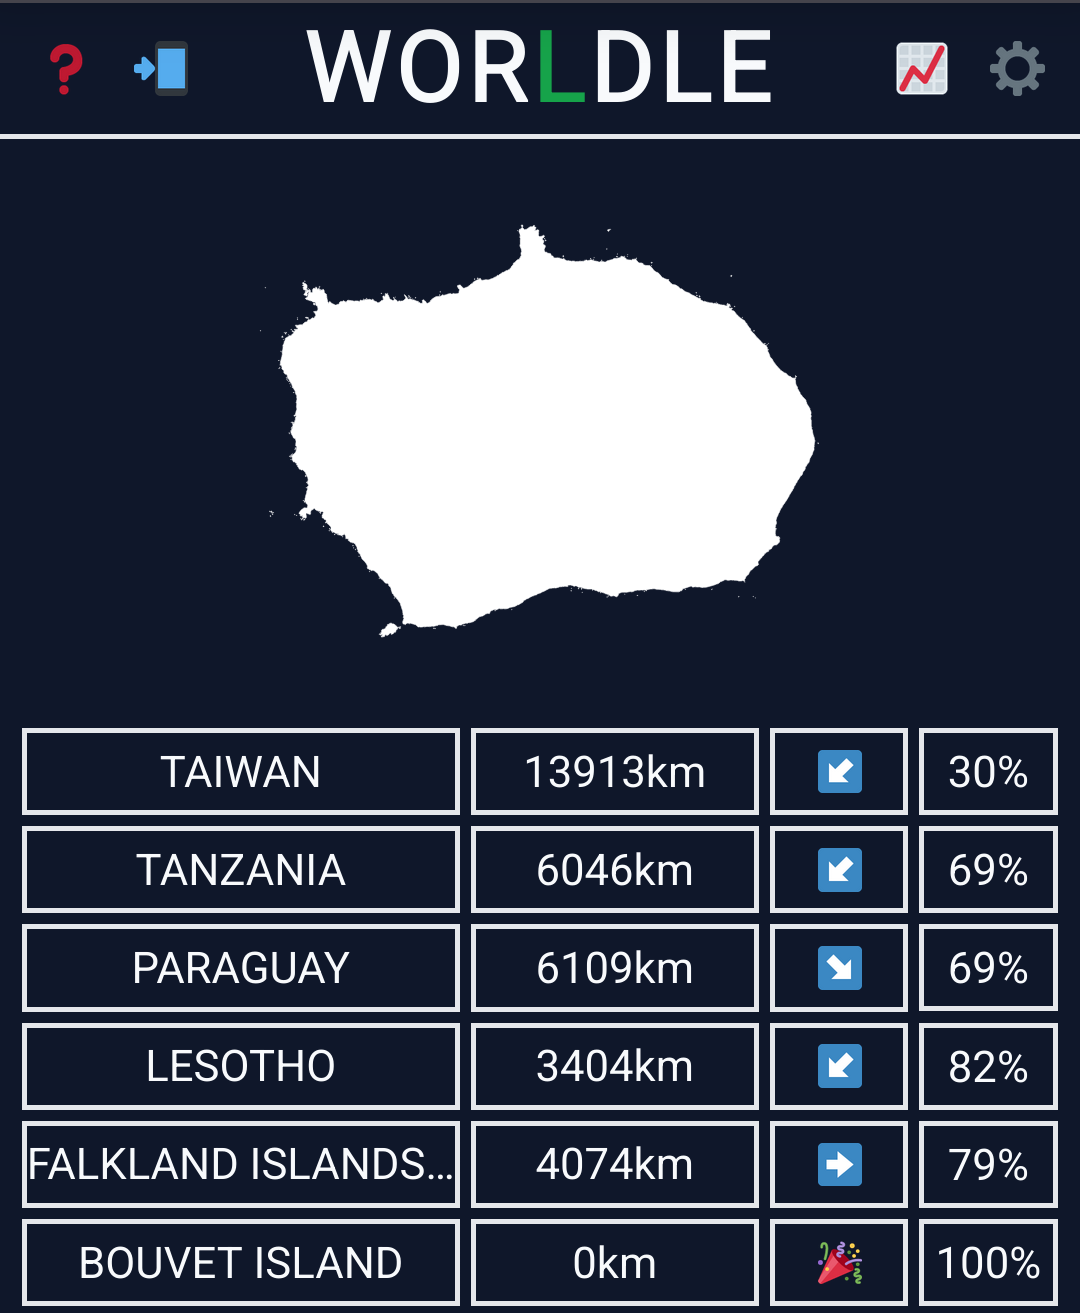 WORLDLE
TAIWAN 13913km 30%
TANZANIA 6046km 69%
PARAGUAY 6109km 69%
LESOTHO 3404km 82%
FALKLAND ISLANDS... 4074km 79%
BOUVET ISLAND 0km 100%